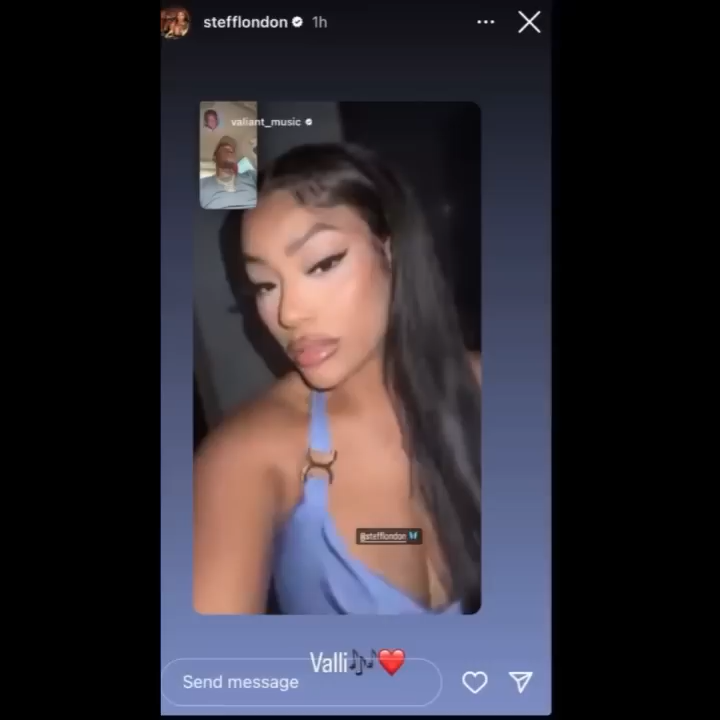 stefflondon 1h
valiant_music
@stefflondon
Valli🎶❤️
Send message